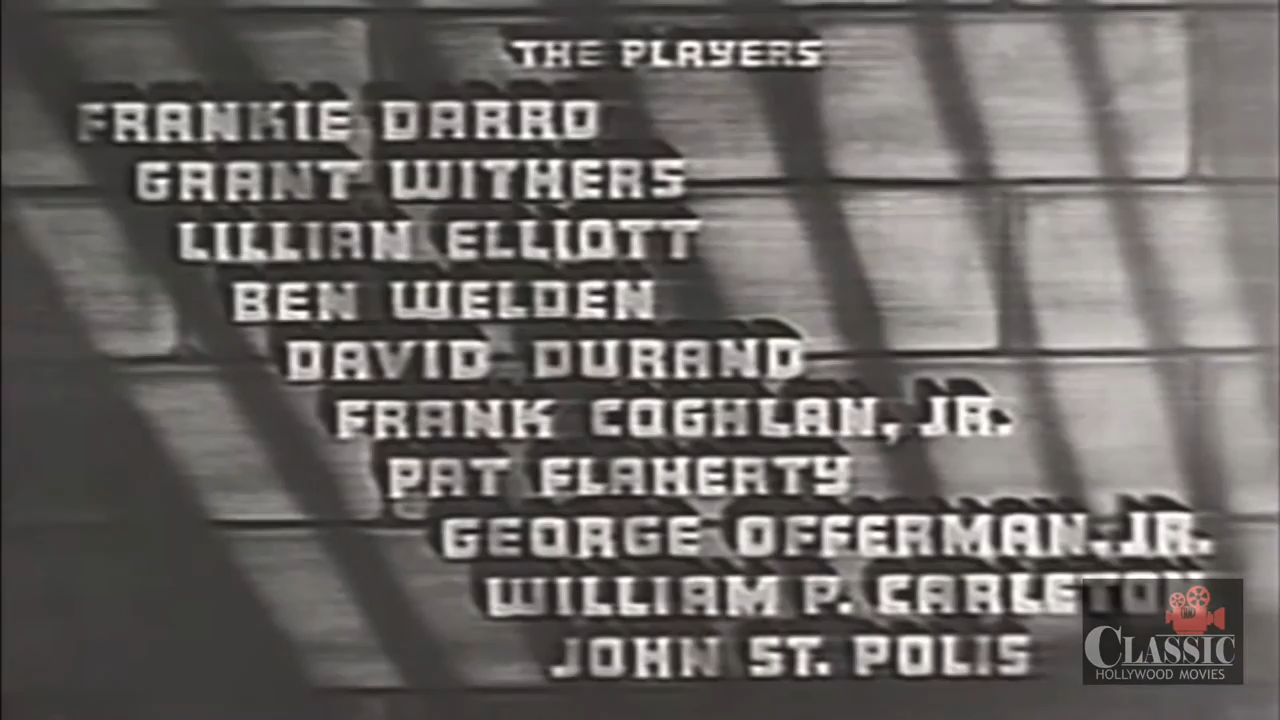 THE PLAYERS
FRANKIE DARRO
GRANT WITHERS
LILLIAN ELLIOTT
BEN WELDEN
DAVID DURAND
FRANK COGHLAN, JR.
PAT FLAHERTY
GEORGE OFFERMAN, JR.
WILLIAM P. CARLETON
JOHN ST. POLIS
CLASSIC
HOLLYWOOD MOVIES